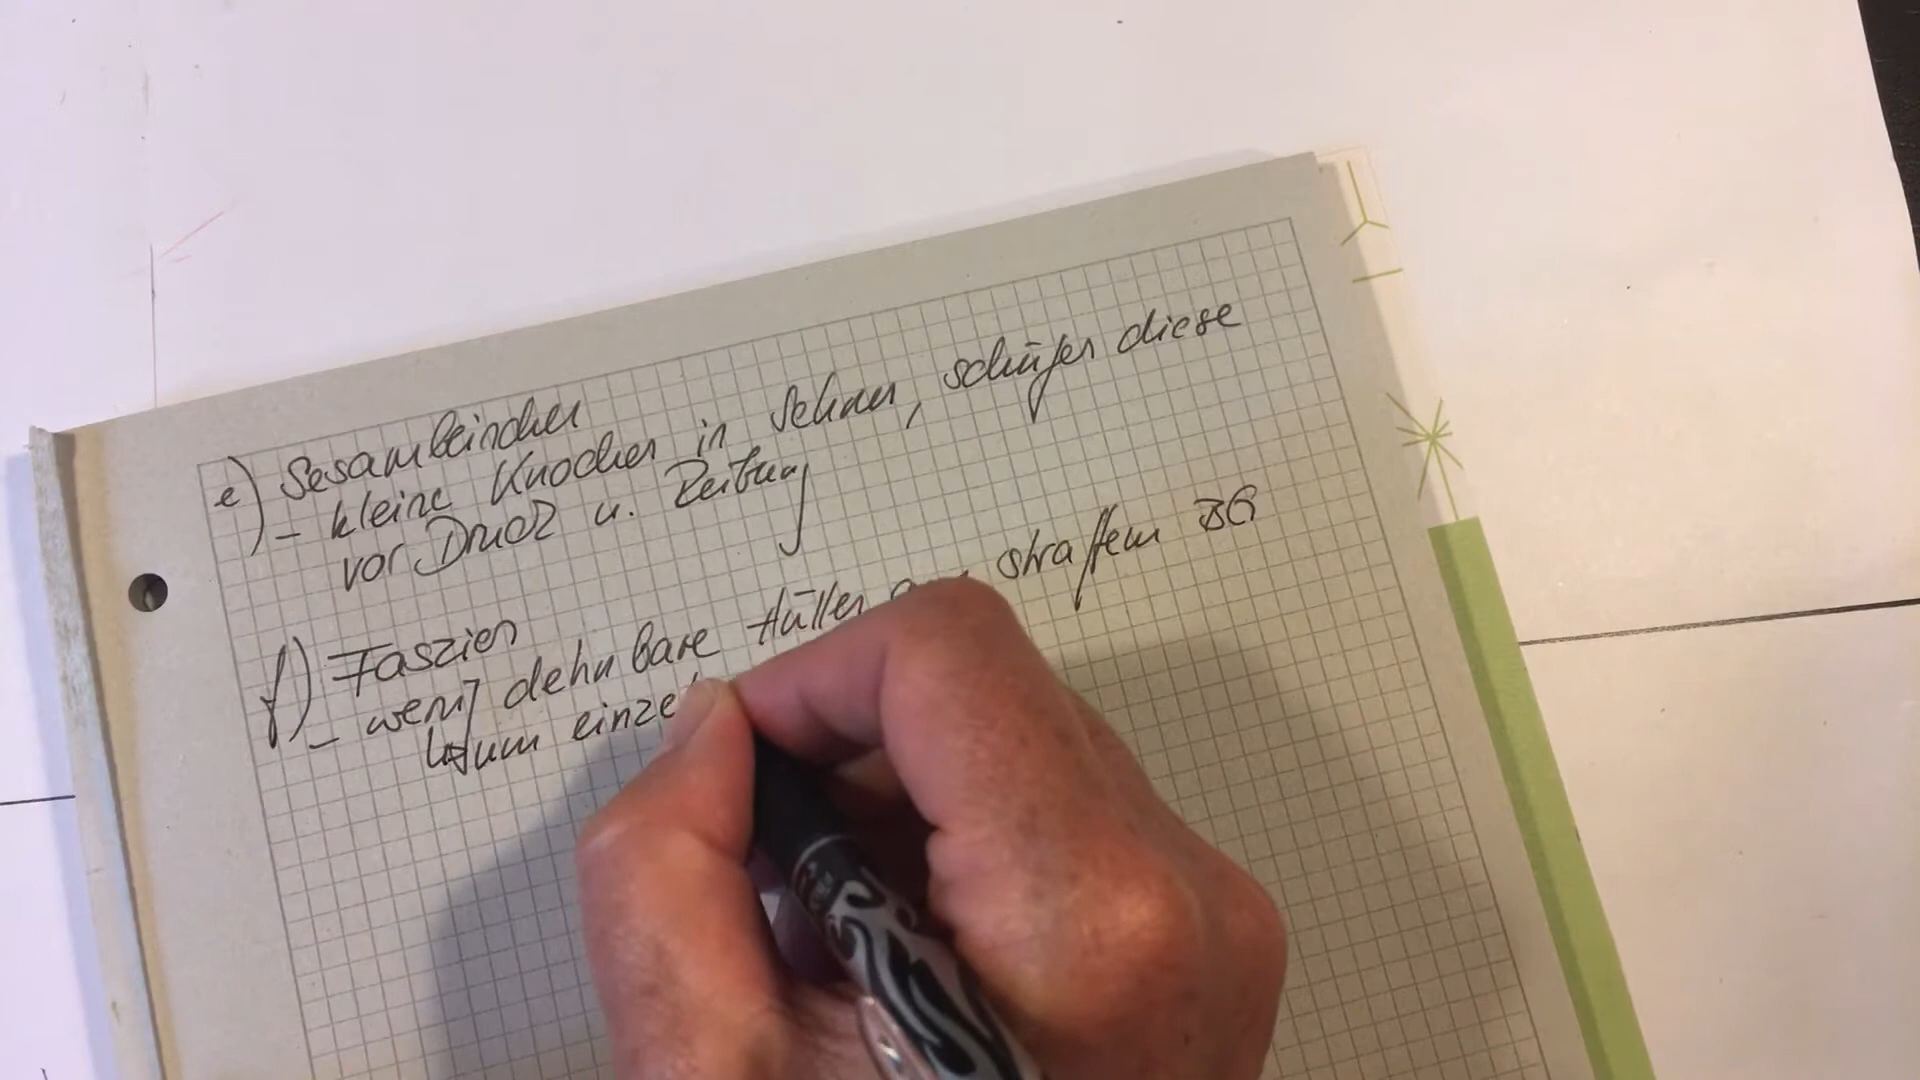 e) Sesambeinchen
- kleine Knochen in Sehnen, schützen diese
vor Druck u. Reibung
f) Faszien
- wenig dehnbare Hüllen straffem BG
um einze